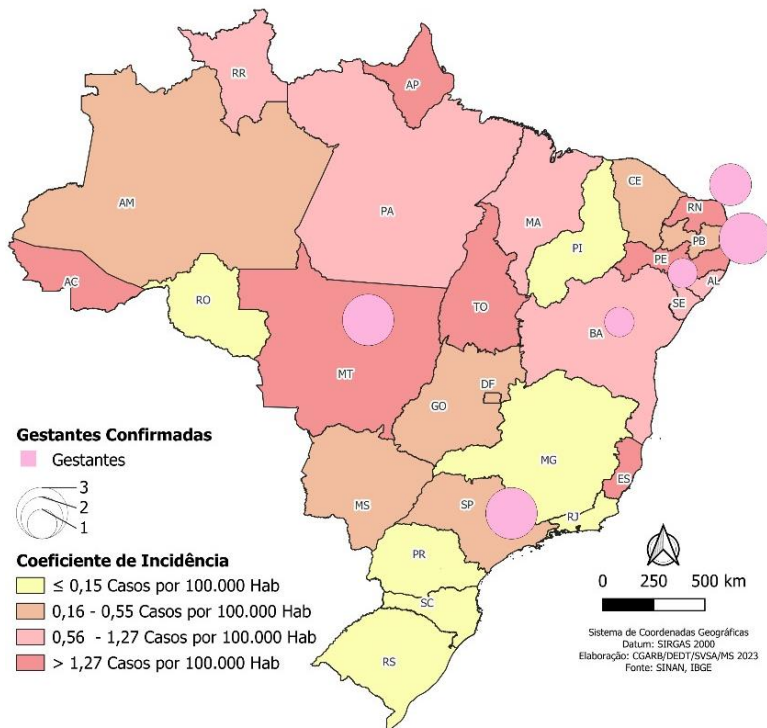 RR
AP
AM
PA
MA
CE
RN
PB
PI
PE
AL
SE
AC
RO
TO
BA
MT
DF
GO
MG
ES
MS
SP
RJ
PR
SC
RS
Gestantes Confirmadas
Gestantes
3
2
1
Coeficiente de Incidência
≤ 0,15 Casos por 100.000 Hab
0,16 - 0,55 Casos por 100.000 Hab
0,56 - 1,27 Casos por 100.000 Hab
> 1,27 Casos por 100.000 Hab
0 250 500 km
Sistema de Coordenadas Geográficas
Datum: SIRGAS 2000
Elaboração: CGARB/DEDT/SVSA/MS 2023
Fonte: SINAN, IBGE